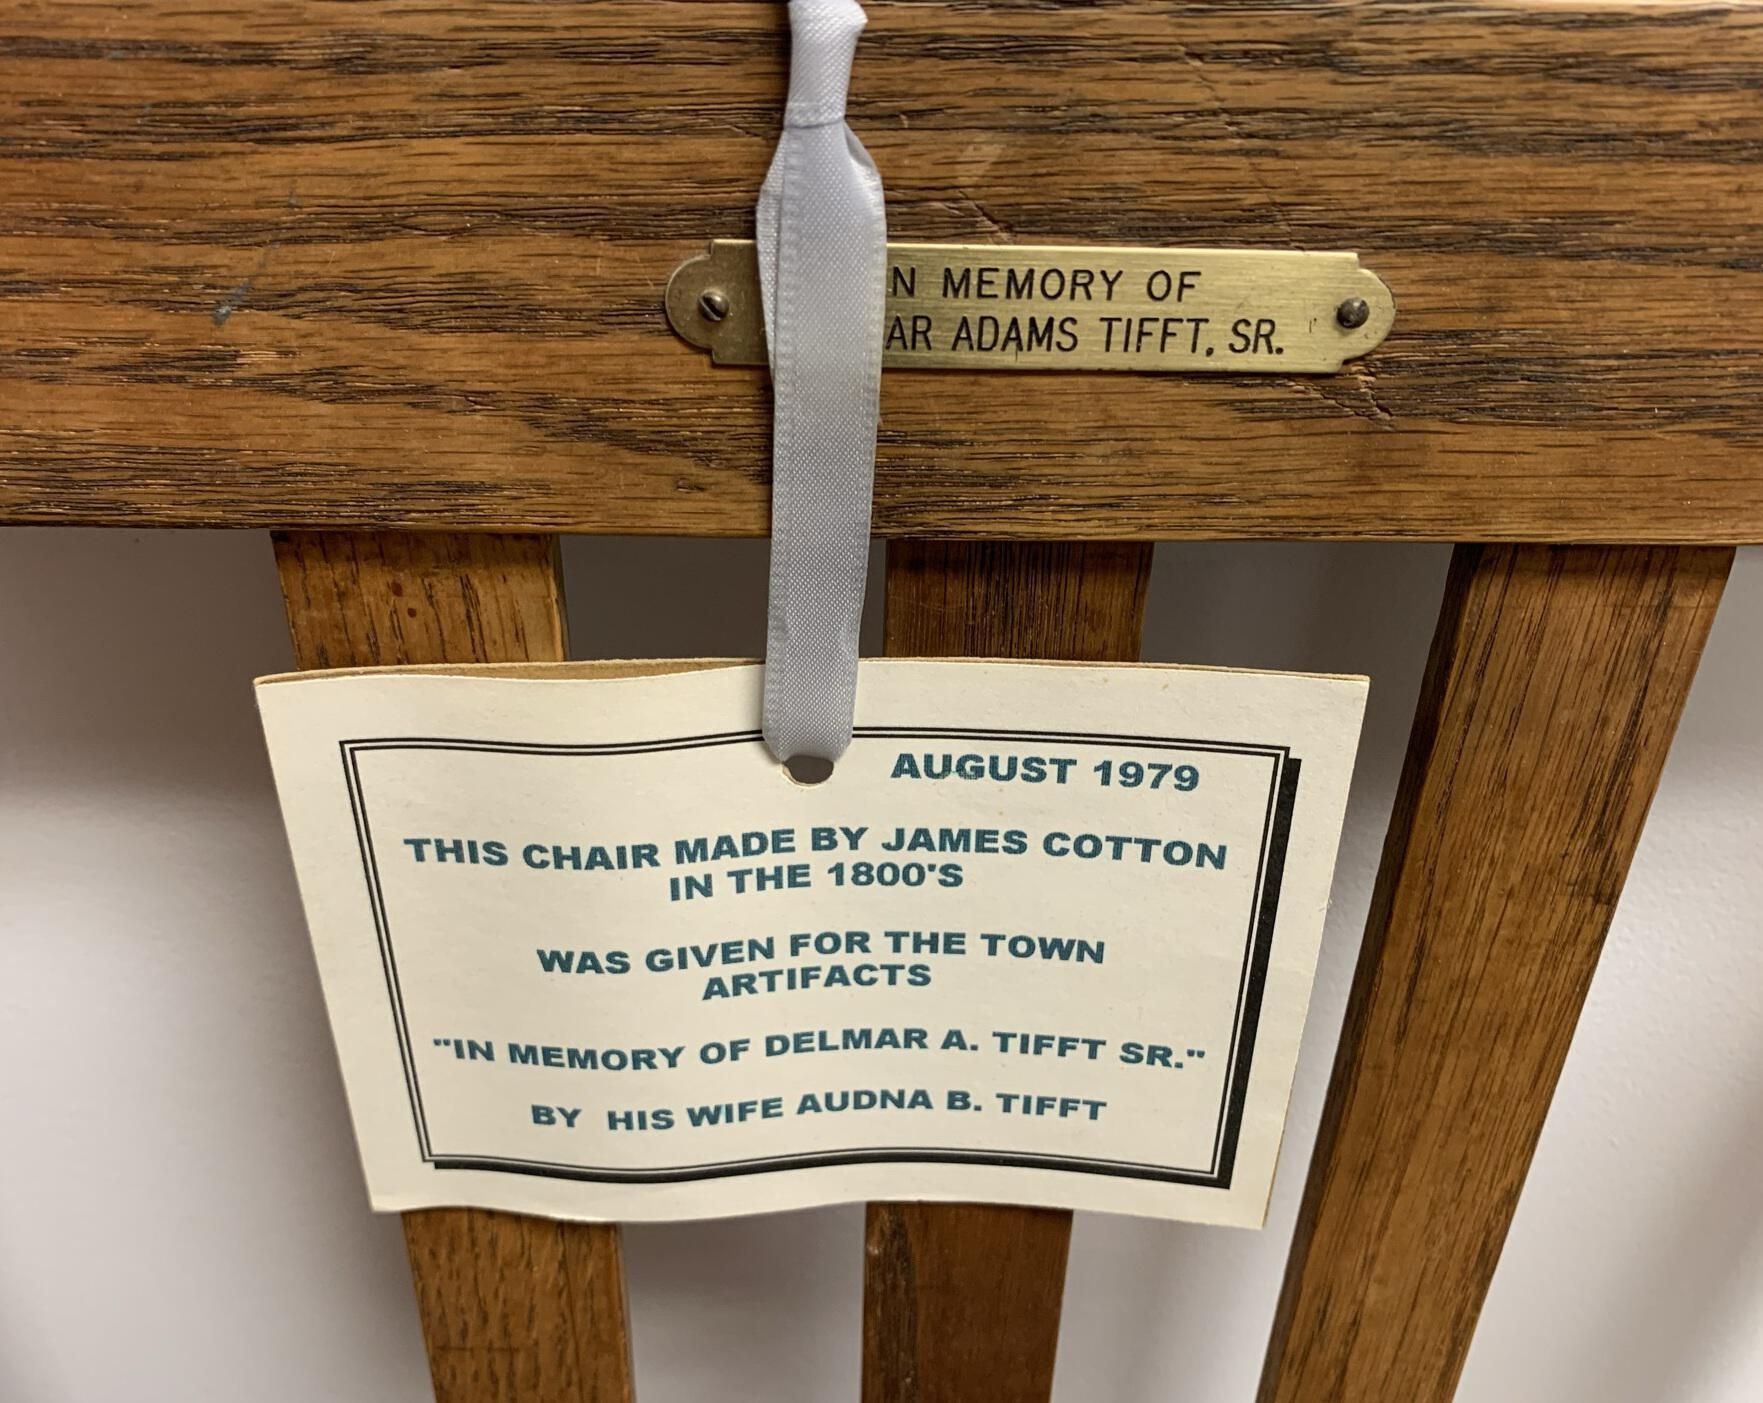 N MEMORY OF
AR ADAMS TIFFT, SR.
AUGUST 1979
THIS CHAIR MADE BY JAMES COTTON
IN THE 1800'S
WAS GIVEN FOR THE TOWN
ARTIFACTS
"IN MEMORY OF DELMAR A. TIFFT SR."
BY HIS WIFE AUDNA B. TIFFT